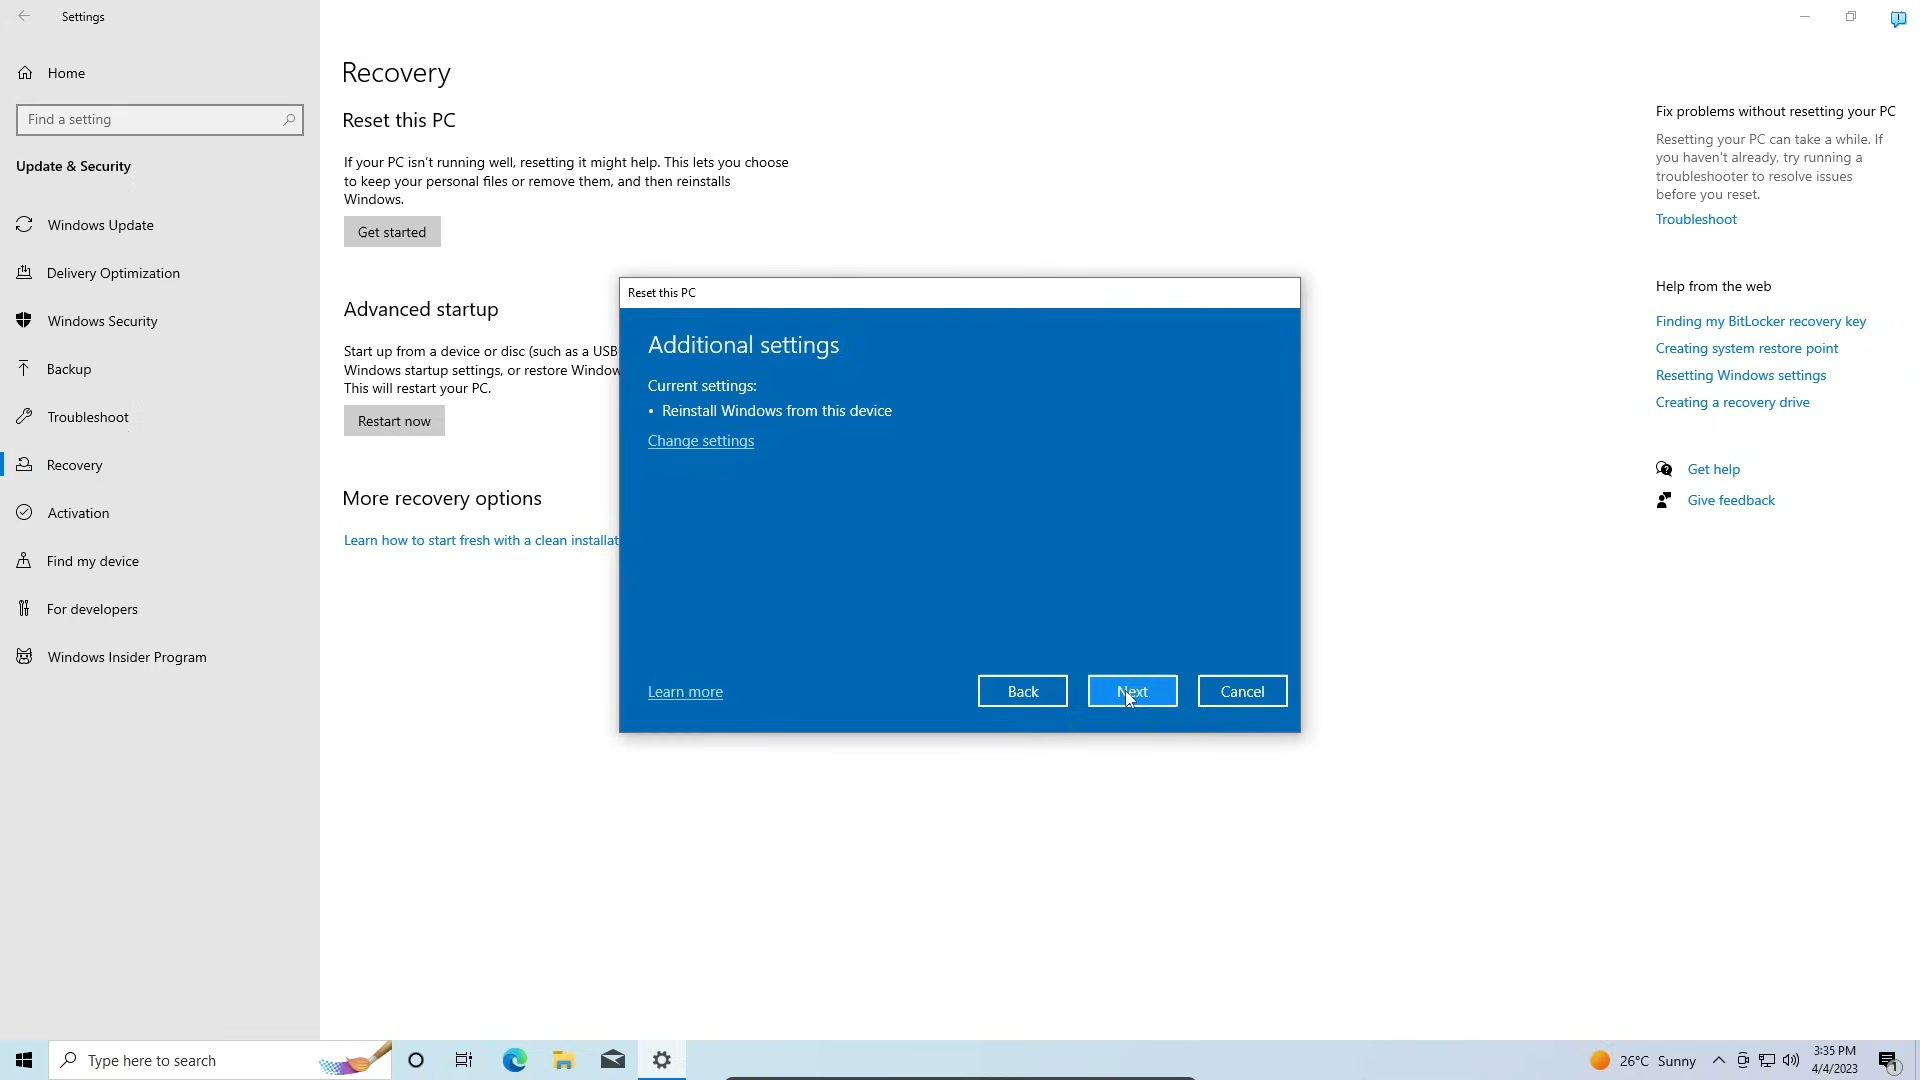 Settings
Home
Find a setting
Update & Security
Windows Update
Delivery Optimization
Windows Security
Backup
Troubleshoot
Recovery
Activation
Find my device
For developers
Windows Insider Program
Recovery
Reset this PC
If your PC isn't running well, resetting it might help. This lets you choose
to keep your personal files or remove them, and then reinstalls
Windows.
Get started
Advanced startup
Start up from a device or disc (such as a USB
Windows startup settings, or restore Window
This will restart your PC.
Restart now
More recovery options
Learn how to start fresh with a clean installat
Reset this PC
Additional settings
Current settings:
• Reinstall Windows from this device
Change settings
Learn more
Back
Next
Cancel
Fix problems without resetting your PC
Resetting your PC can take a while. If
you haven't already, try running a
troubleshooter to resolve issues
before you reset.
Troubleshoot
Help from the web
Finding my BitLocker recovery key
Creating system restore point
Resetting Windows settings
Creating a recovery drive
Get help
Give feedback
Type here to search
26°C Sunny
3:35 PM
4/4/2023
1